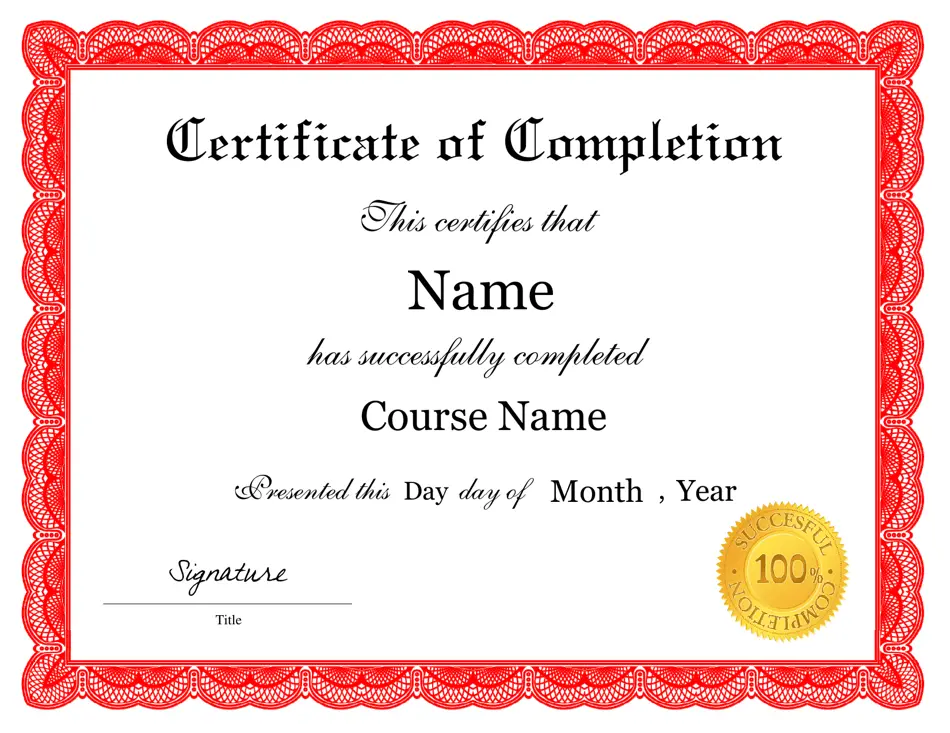 Certificate of Completion
This certifies that
Name
has successfully completed
Course Name
Presented this Day day of Month , Year
SUCCESFUL
100%
COMPLETION
Signature
Title